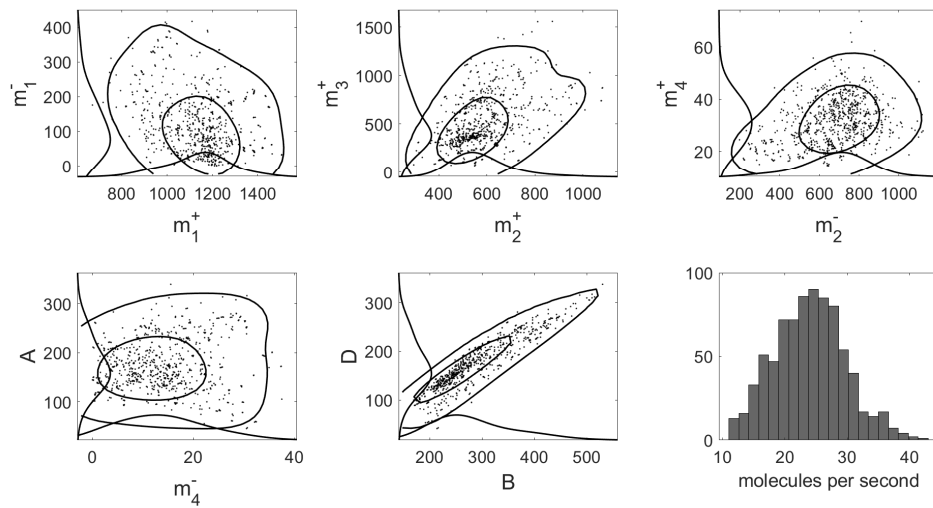 400
300
200
100
0
800 1000 1200 1400
m₁⁻
m₁⁺
1500
1000
500
0
400 600 800 1000
m₃⁺
m₂⁺
60
40
20
200 400 600 800 1000
m₄⁺
m₂⁻
300
200
100
0 20 40
A
m₄⁻
300
200
100
200 300 400 500
D
B
100
50
0
10 20 30 40
molecules per second